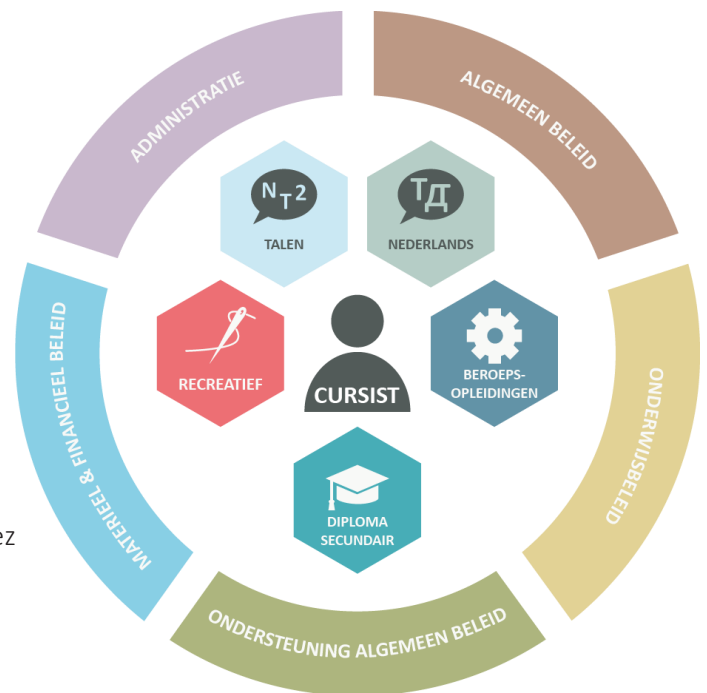 ADMINISTRATIE
ALGEMEEN BELEID
NT2
TALEN
TД
NEDERLANDS
RECREATIEF
CURSIST
BEROEPS-
OPLEIDINGEN
MATERIEEL & FINANCIEEL BELEID
ONDERWIJSBELEID
ez
DIPLOMA
SECUNDAIR
ONDERSTEUNING ALGEMEEN BELEID